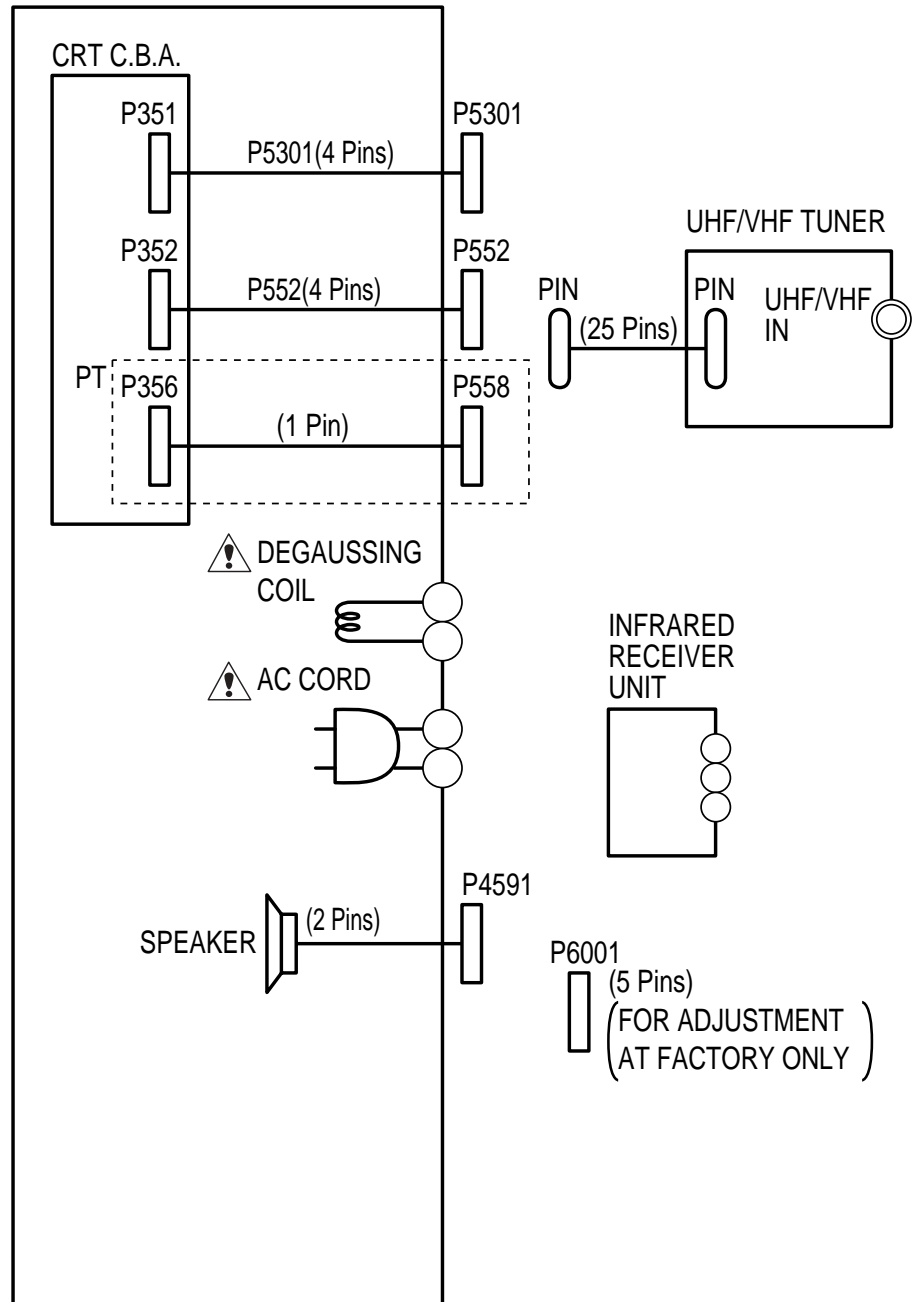 CRT C.B.A.
P351
P5301(4 Pins)
P5301
P352
P552(4 Pins)
P552
PT
P356
(1 Pin)
P558
UHF/VHF TUNER
PIN
(25 Pins)
PIN
UHF/VHF
IN
DEGAUSSING
COIL
AC CORD
INFRARED
RECEIVER
UNIT
SPEAKER
(2 Pins)
P4591
P6001
(5 Pins)
(FOR ADJUSTMENT
AT FACTORY ONLY)